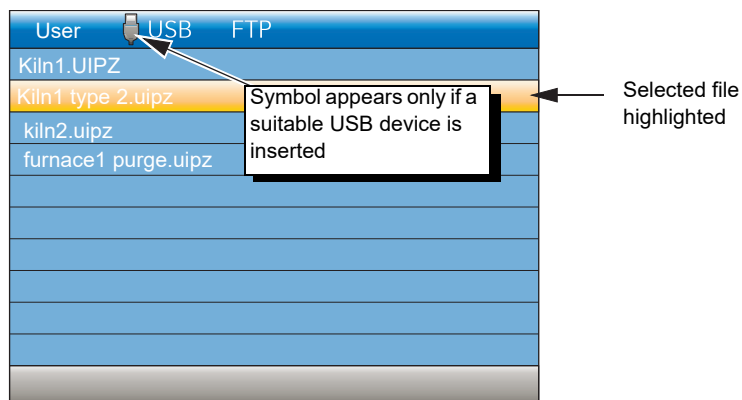 User USB FTP
Kiln1.UIPZ
Kiln1 type 2.uipz
kiln2.uipz
furnace1 purge.uipz
Symbol appears only if a
suitable USB device is
inserted
Selected file
highlighted